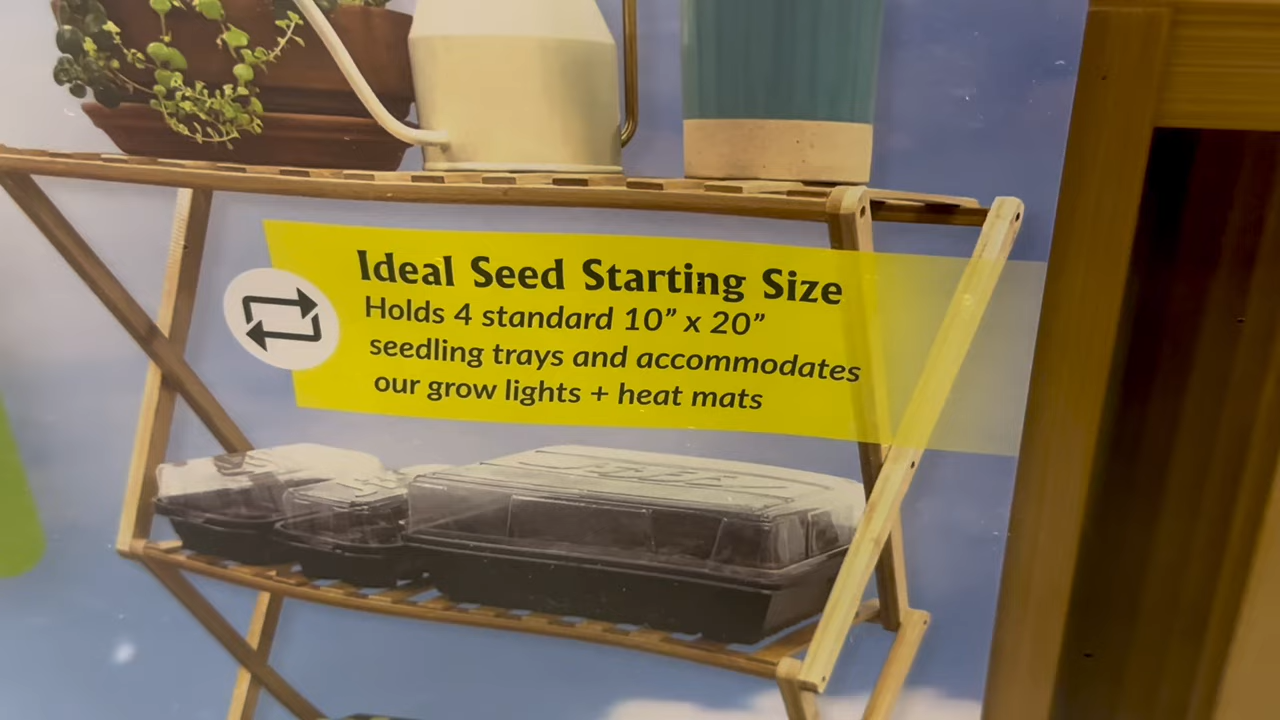 Ideal Seed Starting Size
Holds 4 standard 10” x 20”
seedling trays and accommodates
our grow lights + heat mats